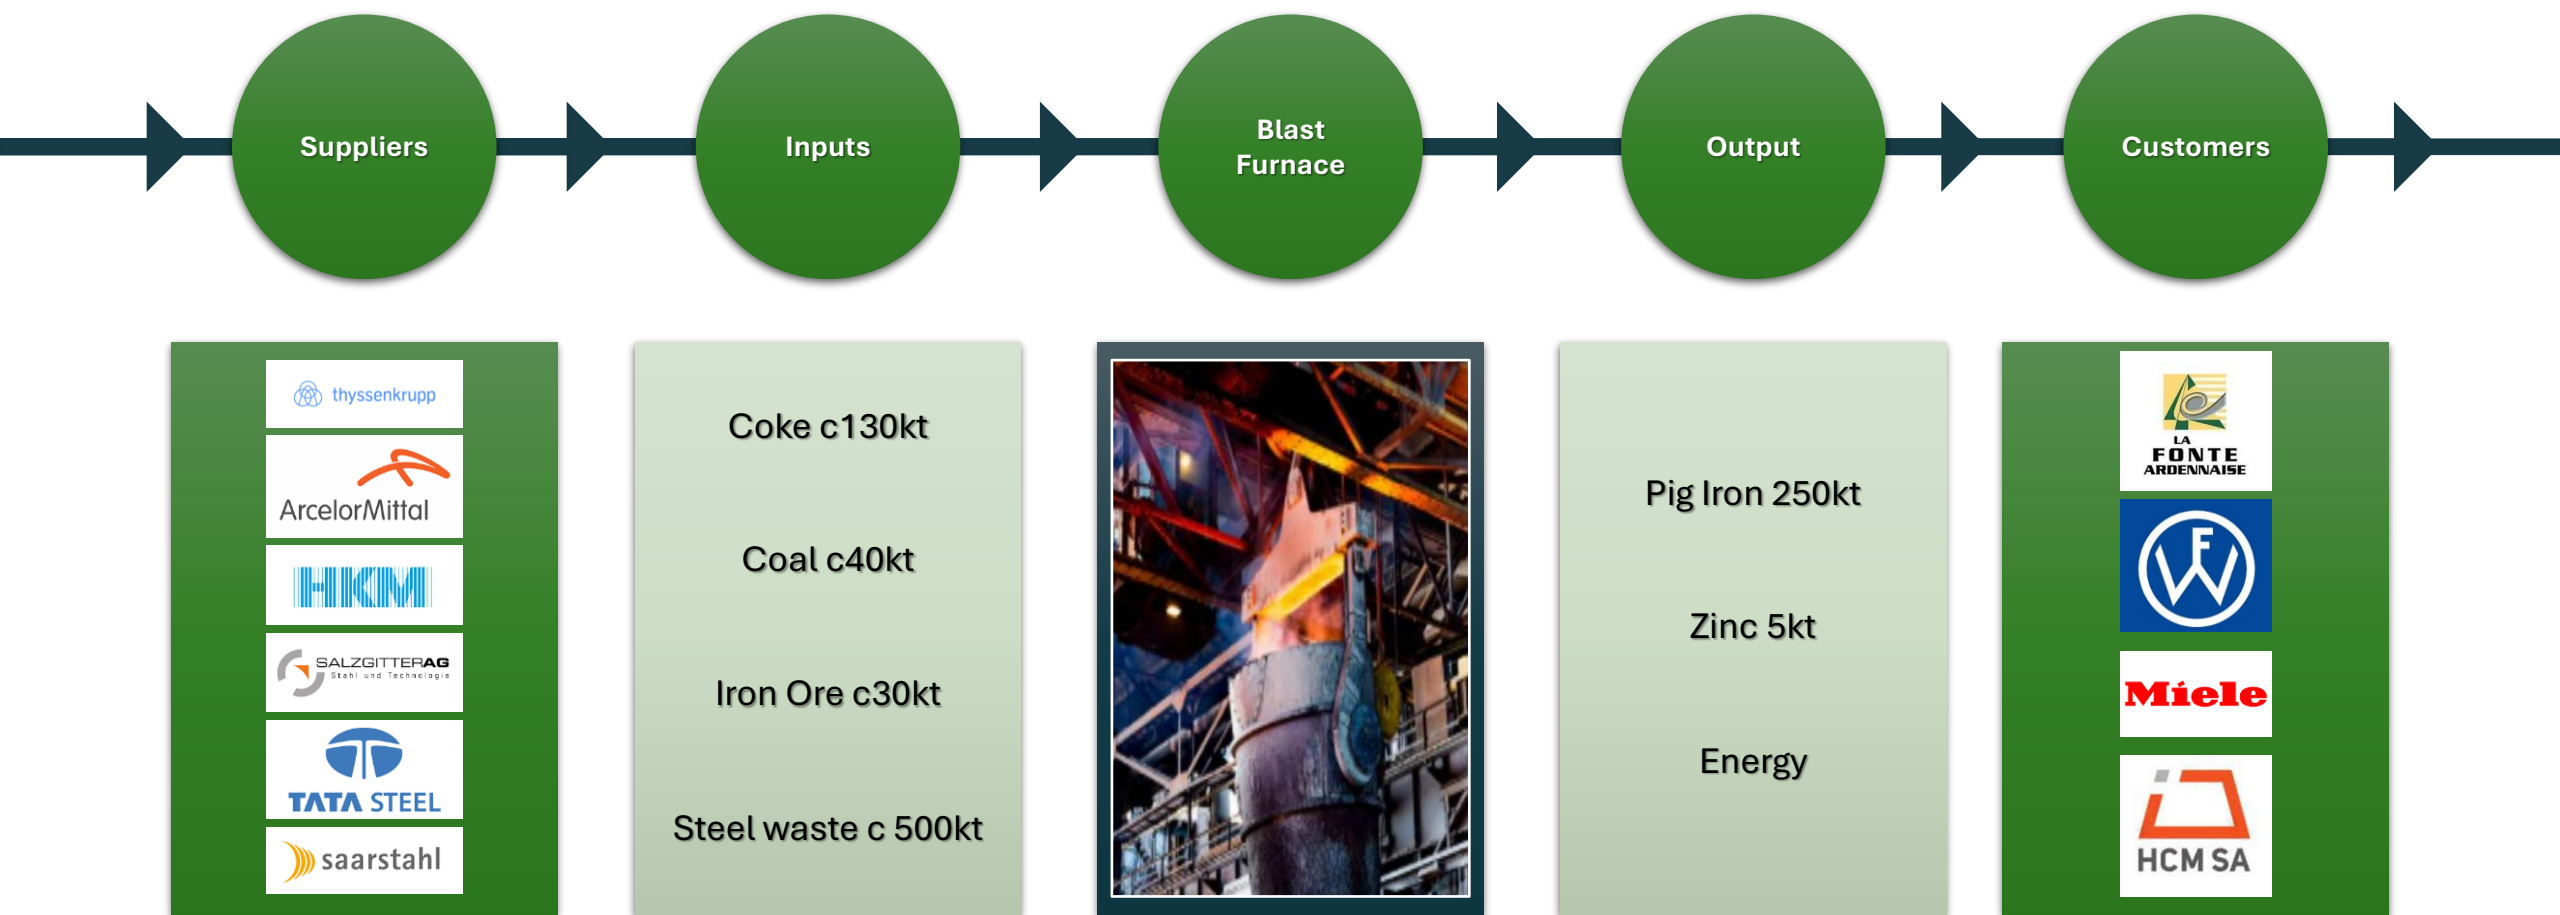 Suppliers
Inputs
Blast
Furnace
Output
Customers
thyssenkrupp
ArcelorMittal
HKM
SALZGITTERAG
Stahl und Technologie
TATA STEEL
saarstahl
Coke c130kt
Coal c40kt
Iron Ore c30kt
Steel waste c 500kt
Pig Iron 250kt
Zinc 5kt
Energy
LA
FONTE
ARDENNAISE
FW
Miele
HCM SA